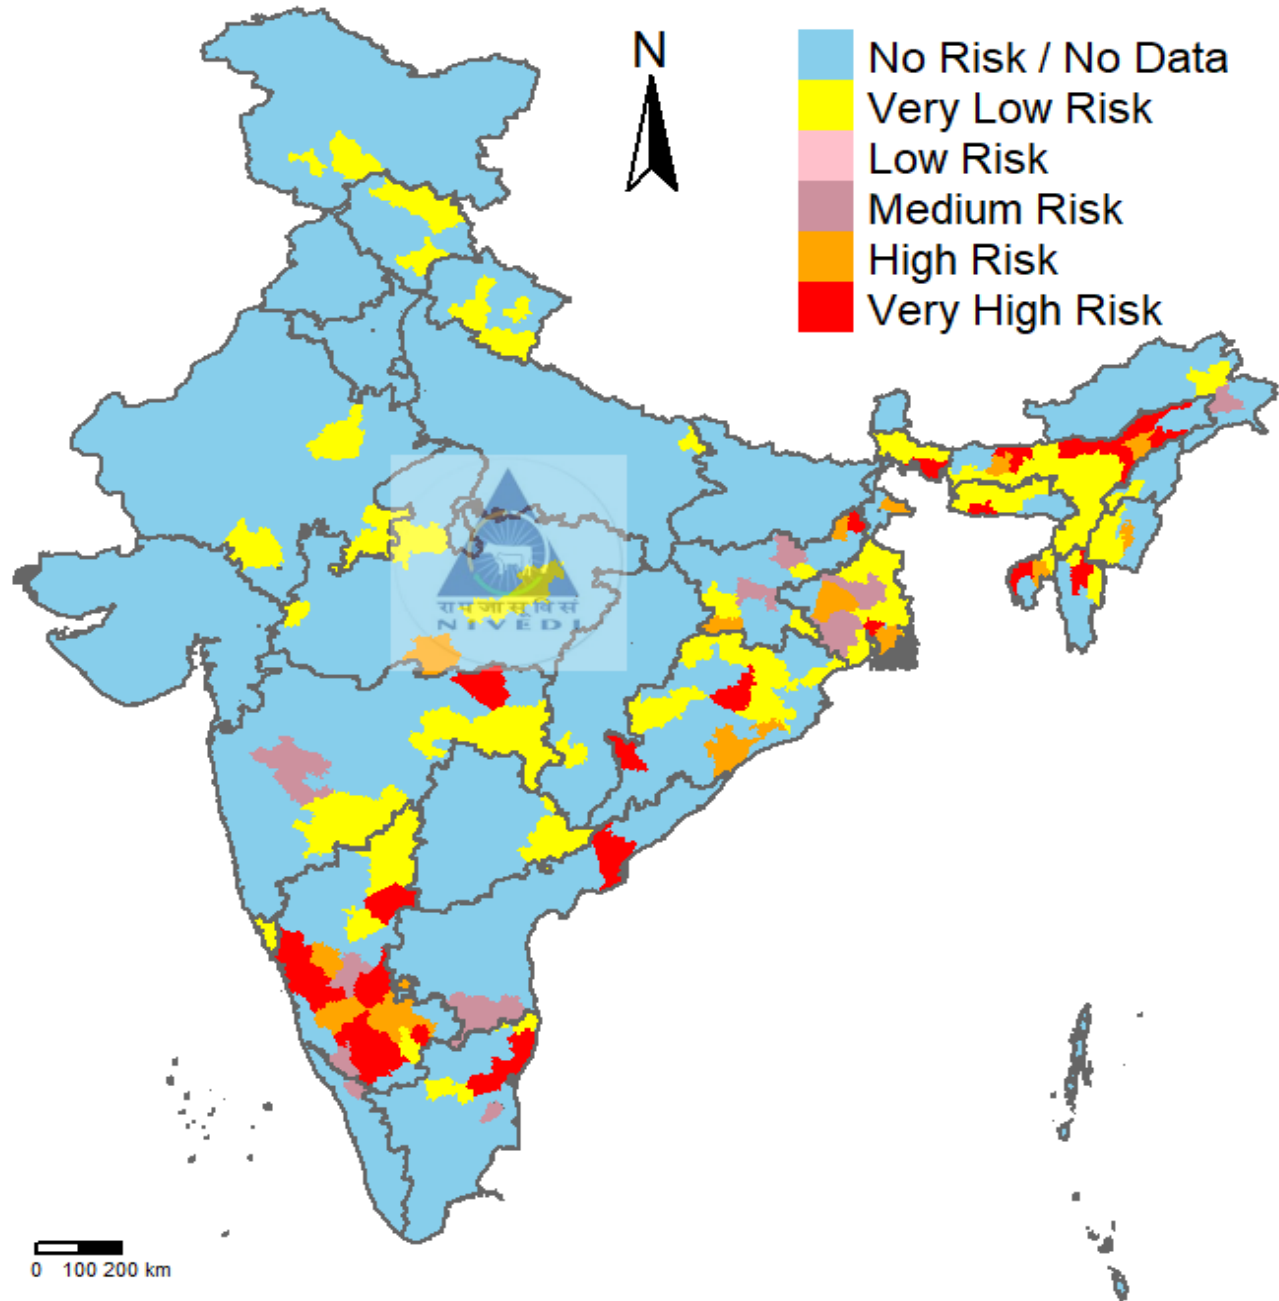 N
No Risk / No Data
Very Low Risk
Low Risk
Medium Risk
High Risk
Very High Risk
NIVEDI
0 100 200 km